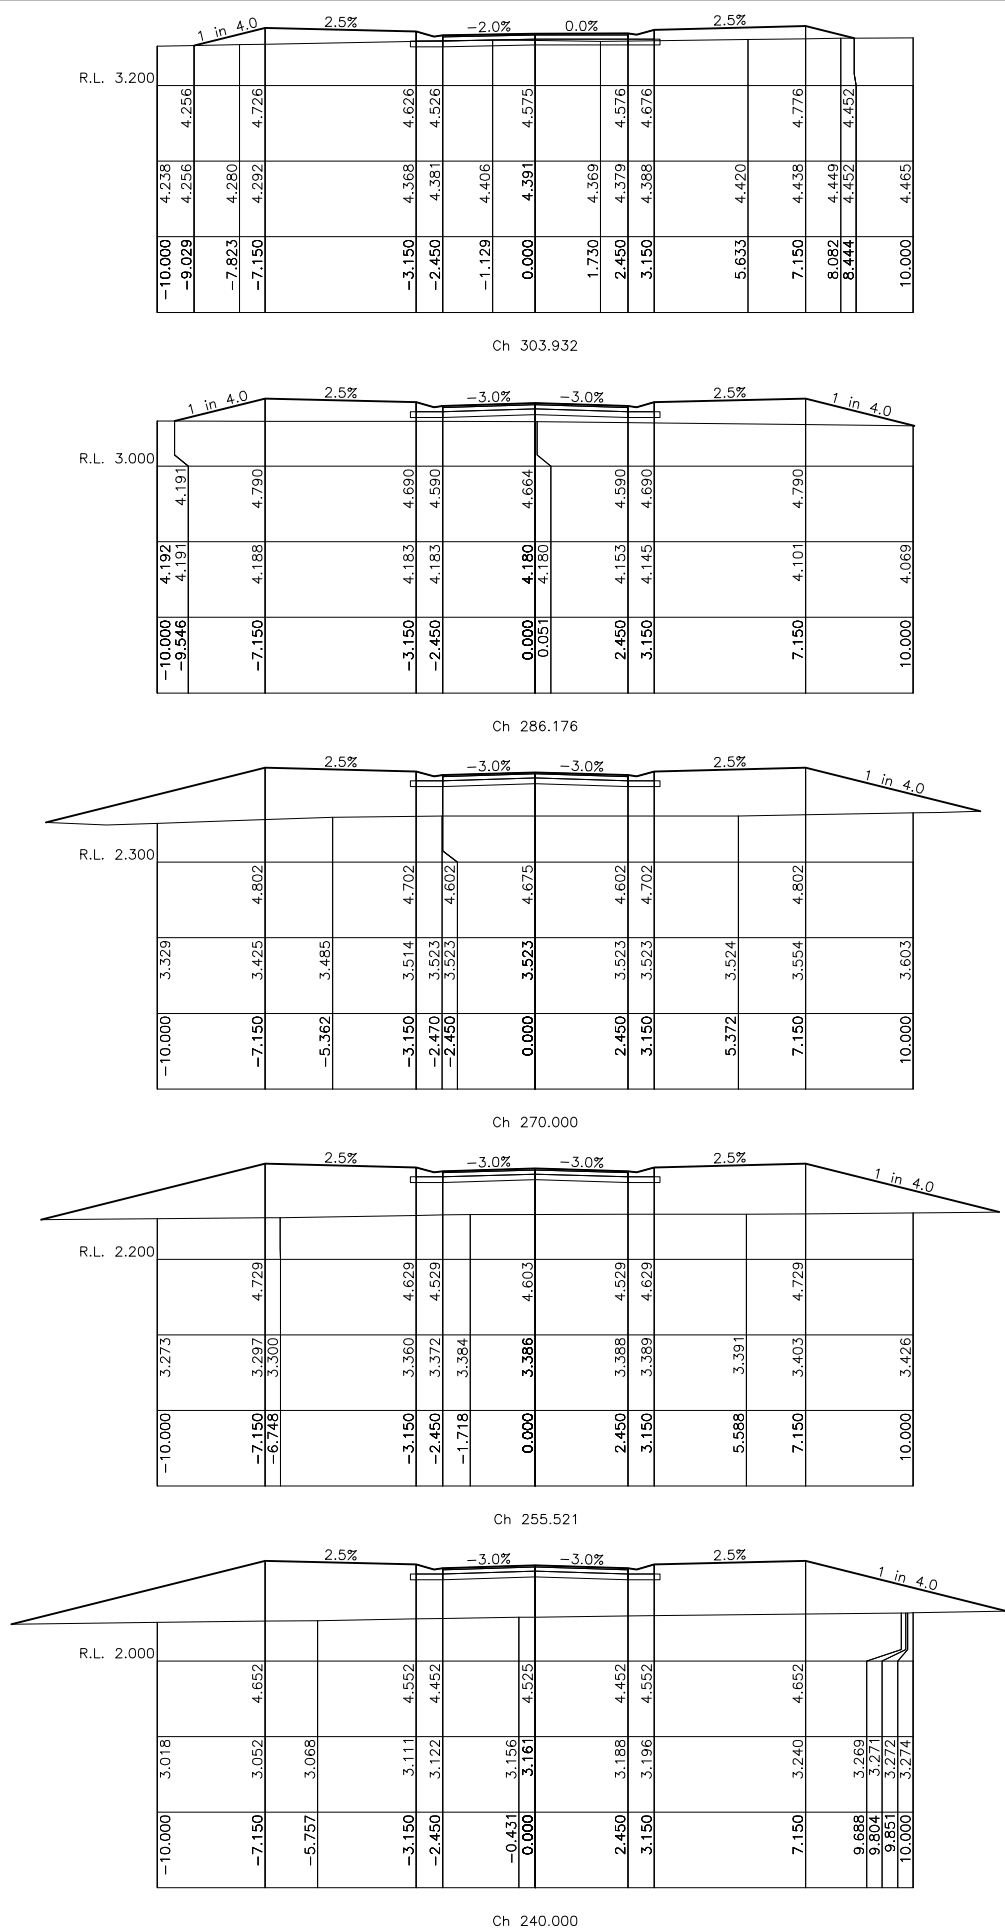 1 in 4.0 2.5% −2.0% 0.0% 2.5%
R.L. 3.200
4.256 4.726 4.626 4.526 4.575 4.576 4.676 4.776 4.452
4.238 4.256 4.280 4.292 4.368 4.381 4.406 4.391 4.369 4.379 4.388 4.420 4.438 4.449 4.452 4.465
−10.000 −9.029 −7.823 −7.150 −3.150 −2.450 −1.129 0.000 1.730 2.450 3.150 5.633 7.150 8.082 8.444 10.000
Ch 303.932
1 in 4.0 2.5% −3.0% −3.0% 2.5% 1 in 4.0
R.L. 3.000
4.191 4.790 4.690 4.590 4.664 4.590 4.690 4.790
4.192 4.191 4.188 4.183 4.183 4.180 4.180 4.153 4.145 4.101 4.069
−10.000 −9.546 −7.150 −3.150 −2.450 0.000 0.051 2.450 3.150 7.150 10.000
Ch 286.176
2.5% −3.0% −3.0% 2.5% 1 in 4.0
R.L. 2.300
4.802 4.702 4.602 4.675 4.602 4.702 4.802
3.329 3.425 3.485 3.514 3.523 3.523 3.523 3.523 3.523 3.524 3.554 3.603
−10.000 −7.150 −5.362 −3.150 −2.470 −2.450 0.000 2.450 3.150 5.372 7.150 10.000
Ch 270.000
2.5% −3.0% −3.0% 2.5% 1 in 4.0
R.L. 2.200
4.729 4.629 4.529 4.603 4.529 4.629 4.729
3.273 3.297 3.300 3.360 3.372 3.384 3.386 3.388 3.389 3.391 3.403 3.426
−10.000 −7.150 −6.748 −3.150 −2.450 −1.718 0.000 2.450 3.150 5.588 7.150 10.000
Ch 255.521
2.5% −3.0% −3.0% 2.5% 1 in 4.0
R.L. 2.000
4.652 4.552 4.452 4.525 4.452 4.552 4.652
3.018 3.052 3.068 3.111 3.122 3.156 3.161 3.188 3.196 3.240 3.269 3.271 3.272 3.274
−10.000 −7.150 −5.757 −3.150 −2.450 −0.431 0.000 2.450 3.150 7.150 9.688 9.804 9.851 10.000
Ch 240.000